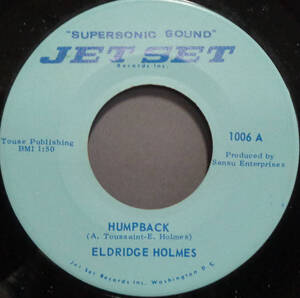 "SUPERSONIC SOUND"
JET SET
Records Inc.
Touse Publishing
BMI 1:50
1006 A
Produced by
Sansu Enterprises
HUMPBACK
(A. Toussaint-E. Holmes)
ELDRIDGE HOLMES
Jet Set Records Inc. Washington D.C.